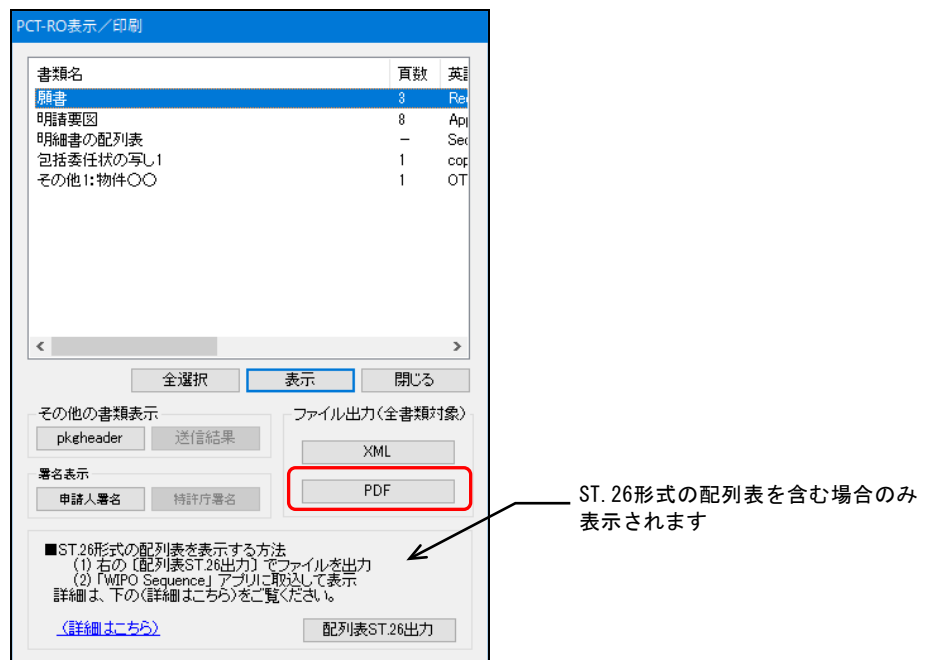 PCT-RO表示／印刷
書類名 頁数 英
願書 3 Re
明請要図 8 Ap
明細書の配列表 － Se
包括委任状の写し1 1 cop
その他1:物件〇〇 1 OT
全選択 表示 閉じる
その他の書類表示
pkgheader 送信結果
署名表示
申請人署名 特許庁署名
ファイル出力(全書類対象)
XML
PDF
ST.26形式の配列表を含む場合のみ
表示されます
■ST.26形式の配列表を表示する方法
(1) 右の〔配列表ST.26出力〕でファイルを出力
(2)「WIPO Sequence」アプリに取込して表示
詳細は、下の(詳細はこちら)をご覧ください。
(詳細はこちら)
配列表ST.26出力